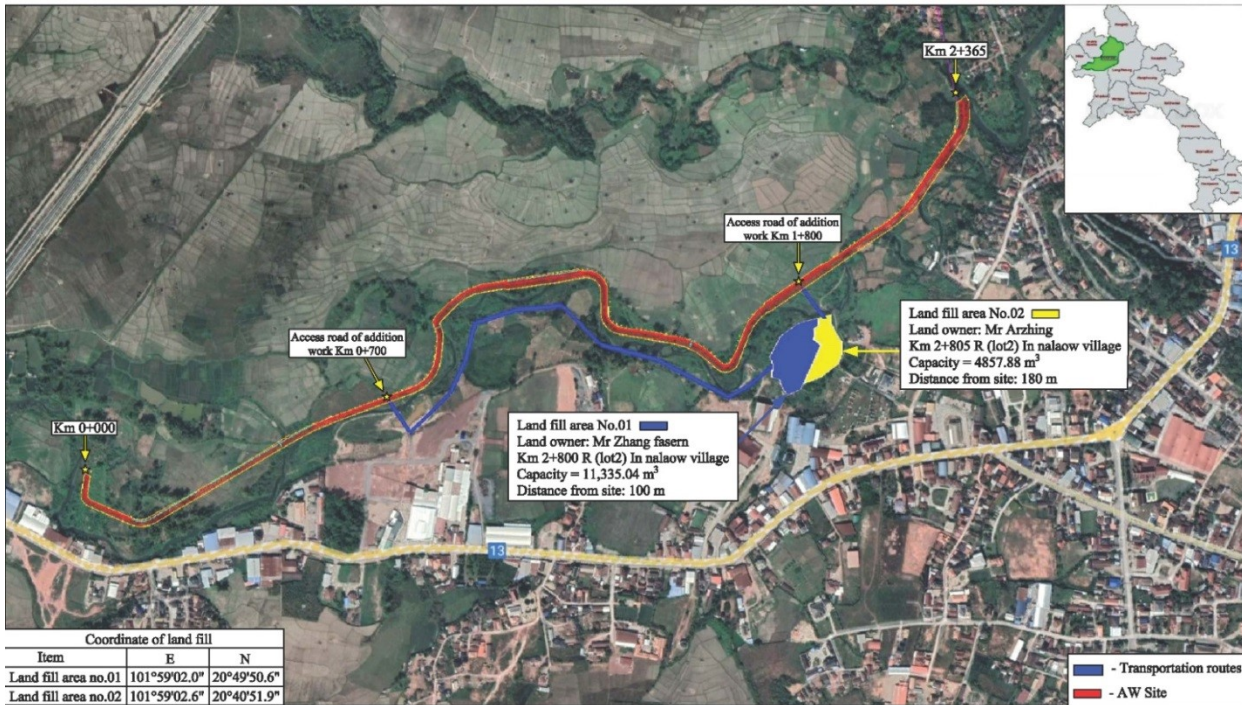 Km 2+365
13
Access road of addition
work Km 1+800
Land fill area No.02
Land owner: Mr Arzhing
Km 2+805 R (lot2) In nalaow village
Capacity = 4857.88 m³
Distance from site: 180 m
Access road of addition
work Km 0+700
Land fill area No.01
Land owner: Mr Zhang fasern
Km 2+800 R (lot2) In nalaow village
Capacity = 11,335.04 m³
Distance from site: 100 m
Km 0+000
13
Coordinate of land fill
Item E N
Land fill area no.01 101°59'02.0" 20°49'50.6"
Land fill area no.02 101°59'02.6" 20°40'51.9"
- Transportation routes
- AW Site